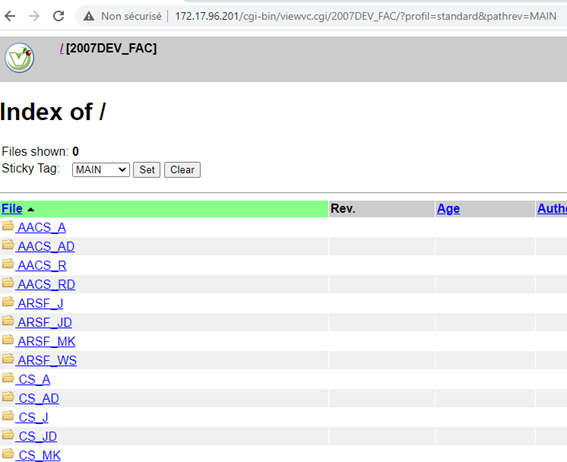 Non sécurisé | 172.17.96.201/cgi-bin/viewvc.cgi/2007DEV_FAC/?profil=standard&pathrev=MAIN
/ [2007DEV_FAC]
Index of /
Files shown: 0
Sticky Tag: MAIN Set Clear
File Rev. Age Autho
AACS_A
AACS_AD
AACS_R
AACS_RD
ARSF_J
ARSF_JD
ARSF_MK
ARSF_WS
CS_A
CS_AD
CS_J
CS_JD
CS_MK